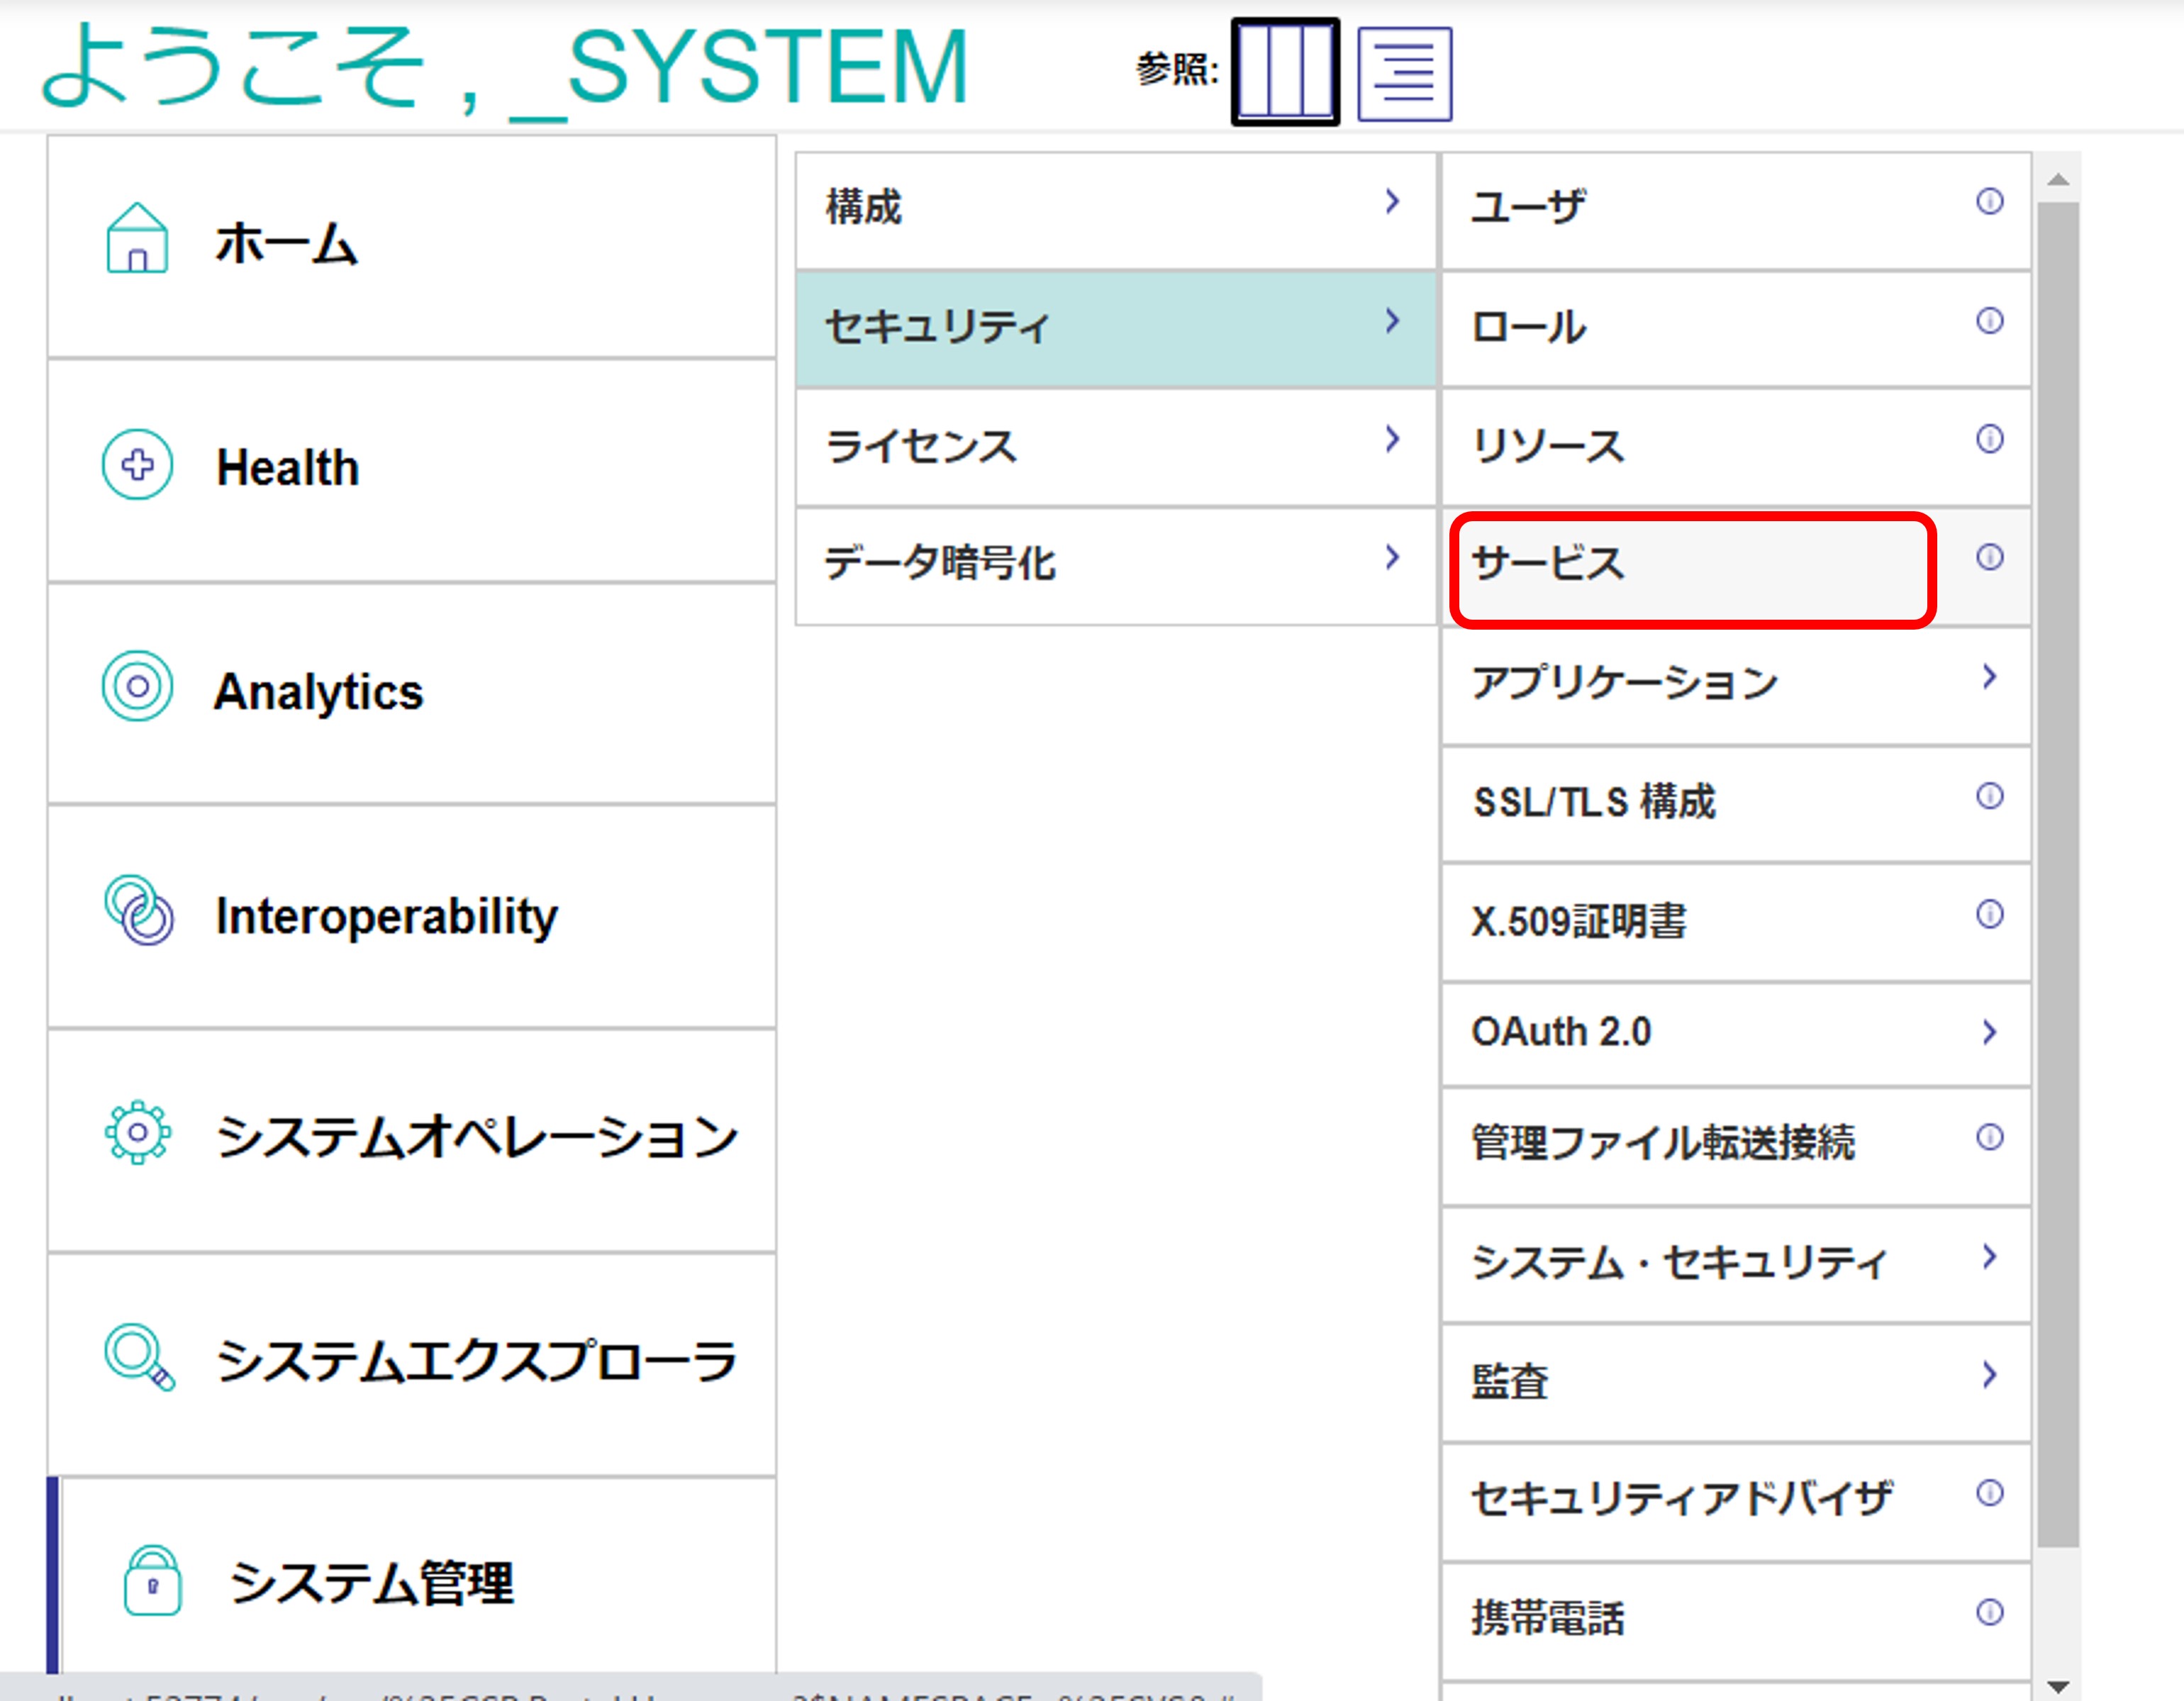 ようこそ , _SYSTEM
参照:
ホーム
Health
Analytics
Interoperability
システムオペレーション
システムエクスプローラ
システム管理
構成
セキュリティ
ライセンス
データ暗号化
ユーザ
ロール
リソース
サービス
アプリケーション
SSL/TLS 構成
X.509証明書
OAuth 2.0
管理ファイル転送接続
システム・セキュリティ
監査
セキュリティアドバイザ
携帯電話